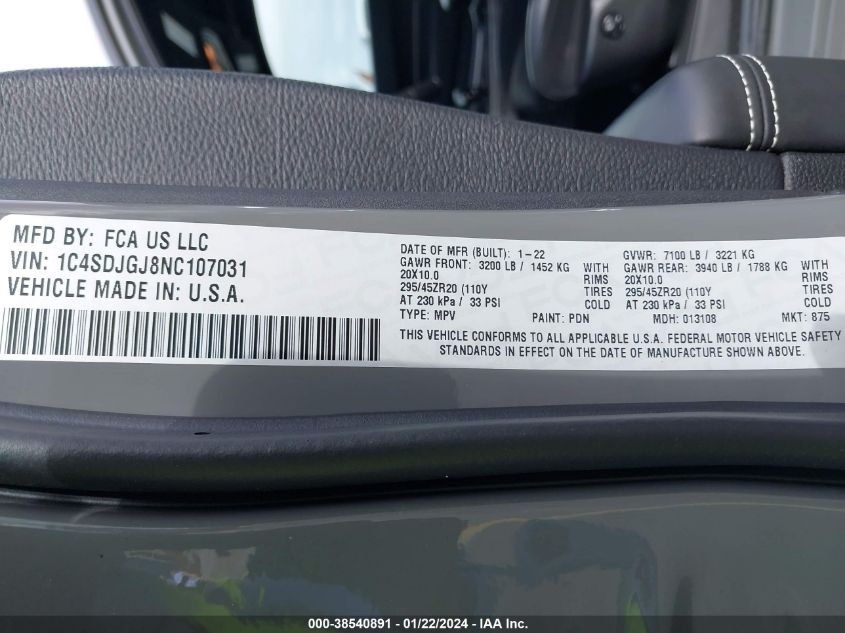 MFD BY: FCA US LLC
VIN: 1C4SDJGJ8NC107031
VEHICLE MADE IN: U.S.A.
DATE OF MFR (BUILT): 1-22 GVWR: 7100 LB / 3221 KG
GAWR FRONT: 3200 LB / 1452 KG WITH GAWR REAR: 3940 LB / 1788 KG WITH
20X10.0 RIMS 20X10.0 RIMS
295/45ZR20 (110Y TIRES 295/45ZR20 (110Y TIRES
AT 230 kPa / 33 PSI COLD AT 230 kPa / 33 PSI COLD
TYPE: MPV PAINT: PDN MDH: 013108 MKT: 875
THIS VEHICLE CONFORMS TO ALL APPLICABLE U.S.A. FEDERAL MOTOR VEHICLE SAFETY
STANDARDS IN EFFECT ON THE DATE OF MANUFACTURE SHOWN ABOVE.
000-38540891 - 01/22/2024 - IAA Inc.